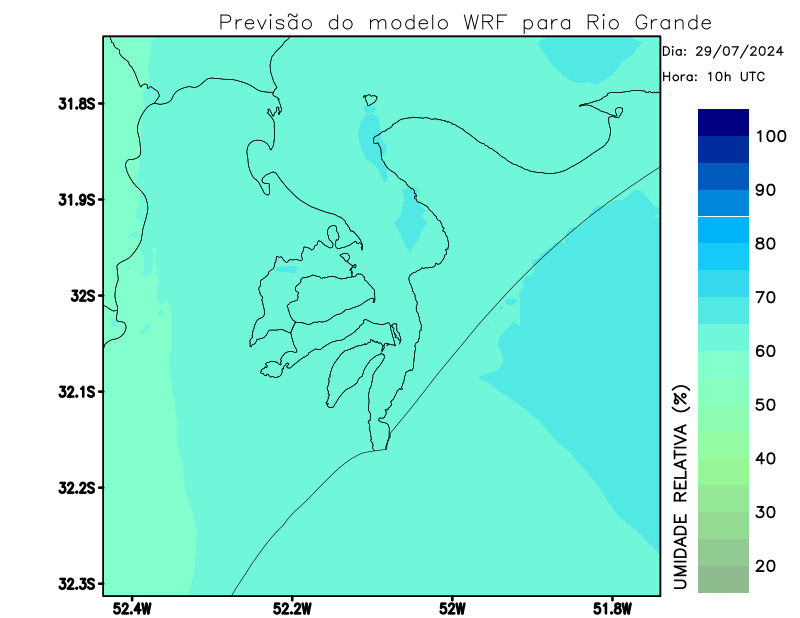 Previsão do modelo WRF para Rio Grande
Dia: 29/07/2024
Hora: 10h UTC
31.8S
31.9S
32S
32.1S
32.2S
32.3S
52.4W
52.2W
52W
51.8W
100
90
80
70
60
50
40
30
20
UMIDADE RELATIVA (%)